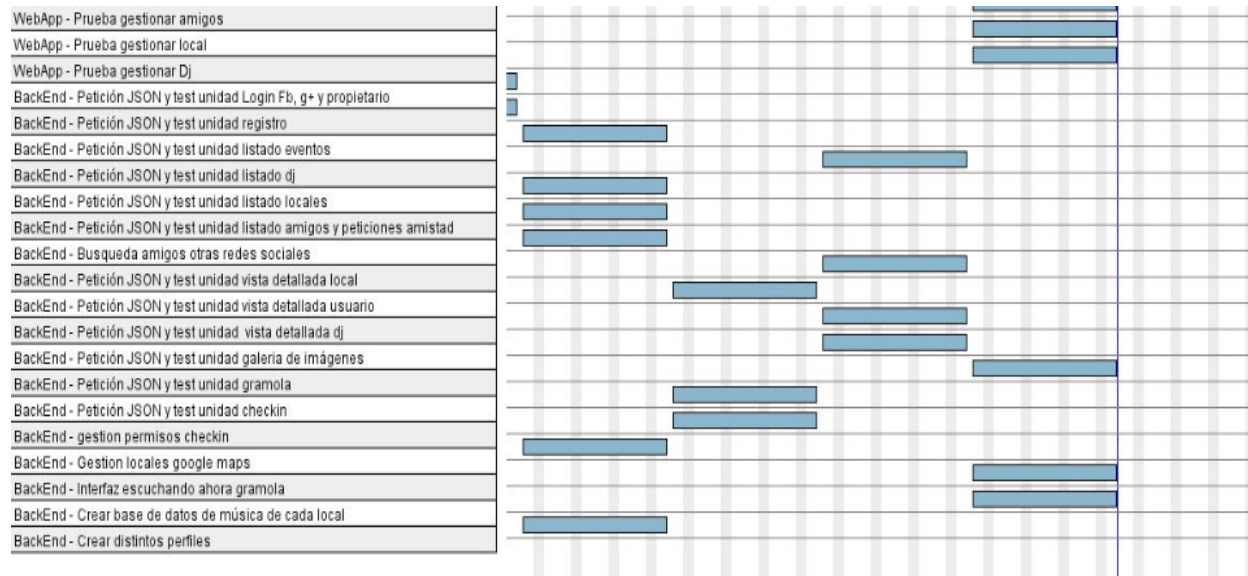 WebApp - Prueba gestionar amigos
WebApp - Prueba gestionar local
WebApp - Prueba gestionar Dj
BackEnd - Petición JSON y test unidad Login Fb, g+ y propietario
BackEnd - Petición JSON y test unidad registro
BackEnd - Petición JSON y test unidad listado eventos
BackEnd - Petición JSON y test unidad listado dj
BackEnd - Petición JSON y test unidad listado locales
BackEnd - Petición JSON y test unidad listado amigos y peticiones amistad
BackEnd - Busqueda amigos otras redes sociales
BackEnd - Petición JSON y test unidad vista detallada local
BackEnd - Petición JSON y test unidad vista detallada usuario
BackEnd - Petición JSON y test unidad vista detallada dj
BackEnd - Petición JSON y test unidad galeria de imágenes
BackEnd - Petición JSON y test unidad gramola
BackEnd - Petición JSON y test unidad checkin
BackEnd - gestion permisos checkin
BackEnd - Gestion locales google maps
BackEnd - Interfaz escuchando ahora gramola
BackEnd - Crear base de datos de música de cada local
BackEnd - Crear distintos perfiles